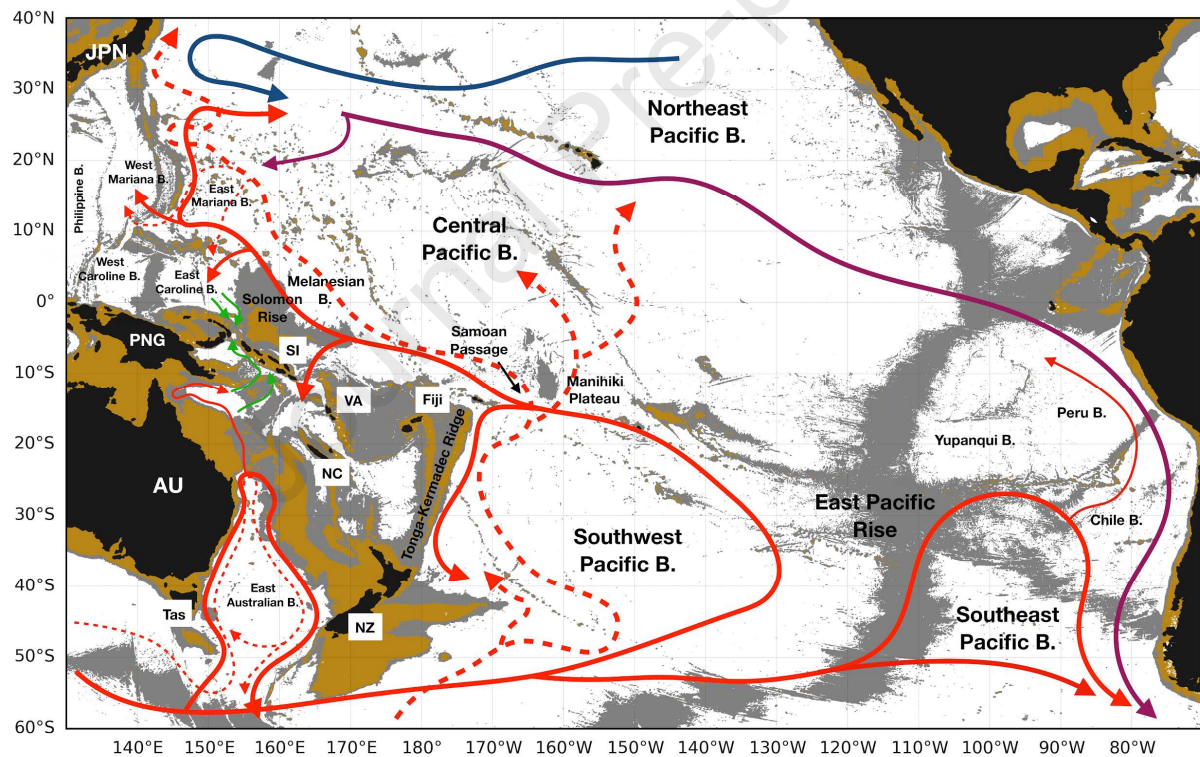 40°N
30°N
20°N
10°N
0°
10°S
20°S
30°S
40°S
50°S
60°S
JPN
Northeast
Pacific B.
Philippine B.
West
Mariana B.
East
Mariana B.
Central
Pacific B.
West
Caroline B.
East
Caroline B.
Melanesian
B.
Solomon
Rise
PNG
SI
Samoan
Passage
Manihiki
Plateau
VA
Fiji
Peru B.
Yupanqui B.
NC
AU
Tonga-Kermadec Ridge
East Pacific
Rise
Chile B.
Southwest
Pacific B.
East
Australian B.
Tas
NZ
Southeast
Pacific B.
Journal Pre-p
140°E
150°E
160°E
170°E
180°
170°W
160°W
150°W
140°W
130°W
120°W
110°W
100°W
90°W
80°W